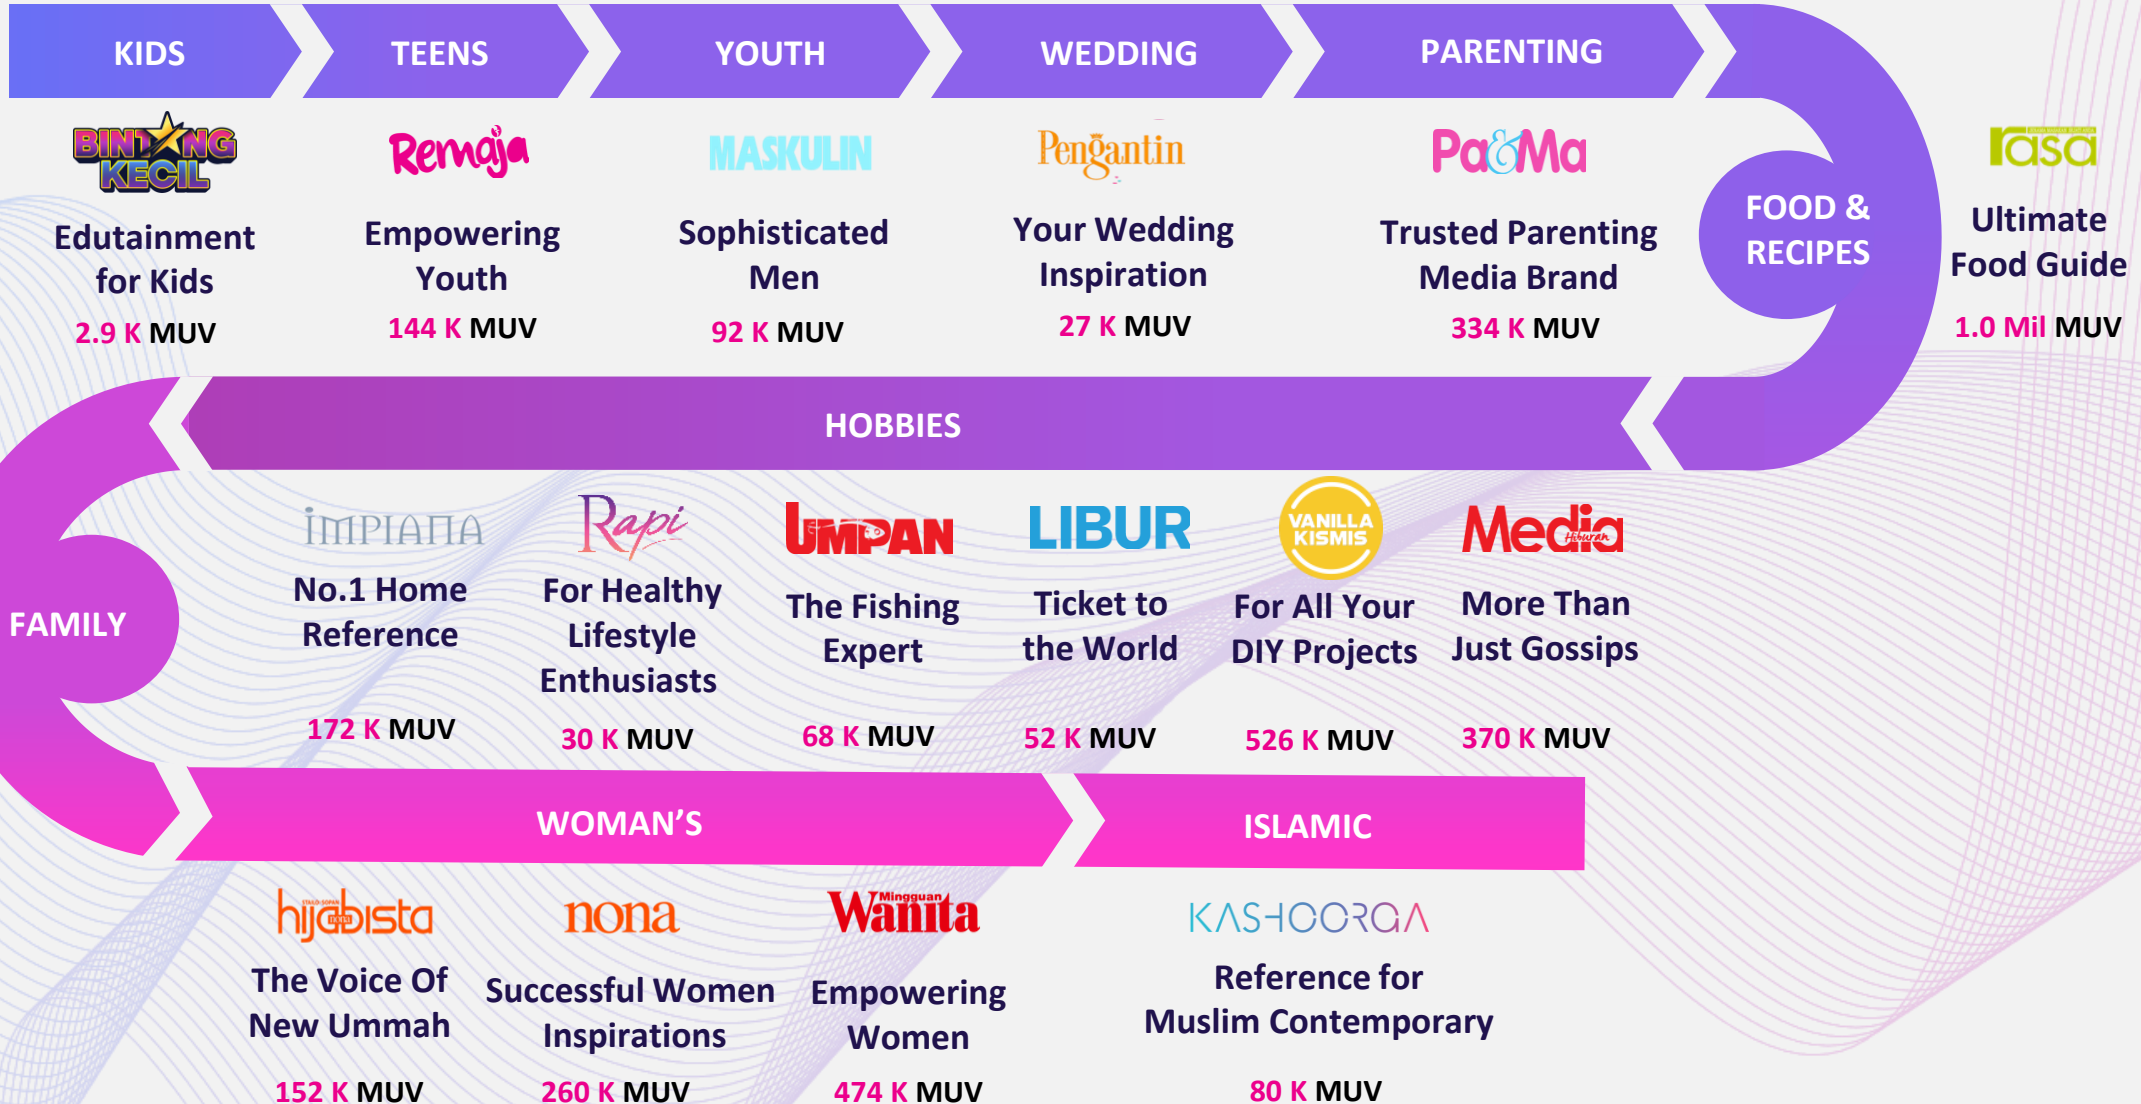 KIDS
TEENS
YOUTH
WEDDING
PARENTING
BINTANG
KECIL
Edutainment
for Kids
2.9 K MUV
Remaja
Empowering
Youth
144 K MUV
MASKULIN
Sophisticated
Men
92 K MUV
Pengantin
Your Wedding
Inspiration
27 K MUV
Pa&Ma
Trusted Parenting
Media Brand
334 K MUV
FOOD &
RECIPES
rasa
Ultimate
Food Guide
1.0 Mil MUV
HOBBIES
FAMILY
IMPIANA
No.1 Home
Reference
172 K MUV
Rapi
For Healthy
Lifestyle
Enthusiasts
30 K MUV
UMPAN
The Fishing
Expert
68 K MUV
LIBUR
Ticket to
the World
52 K MUV
VANILLA
KISMIS
For All Your
DIY Projects
526 K MUV
Media
Hiburan
More Than
Just Gossips
370 K MUV
WOMAN’S
ISLAMIC
hijabista
The Voice Of
New Ummah
152 K MUV
nona
Successful Women
Inspirations
260 K MUV
Mingguan
Wanita
Empowering
Women
474 K MUV
KASHOORGA
Reference for
Muslim Contemporary
80 K MUV